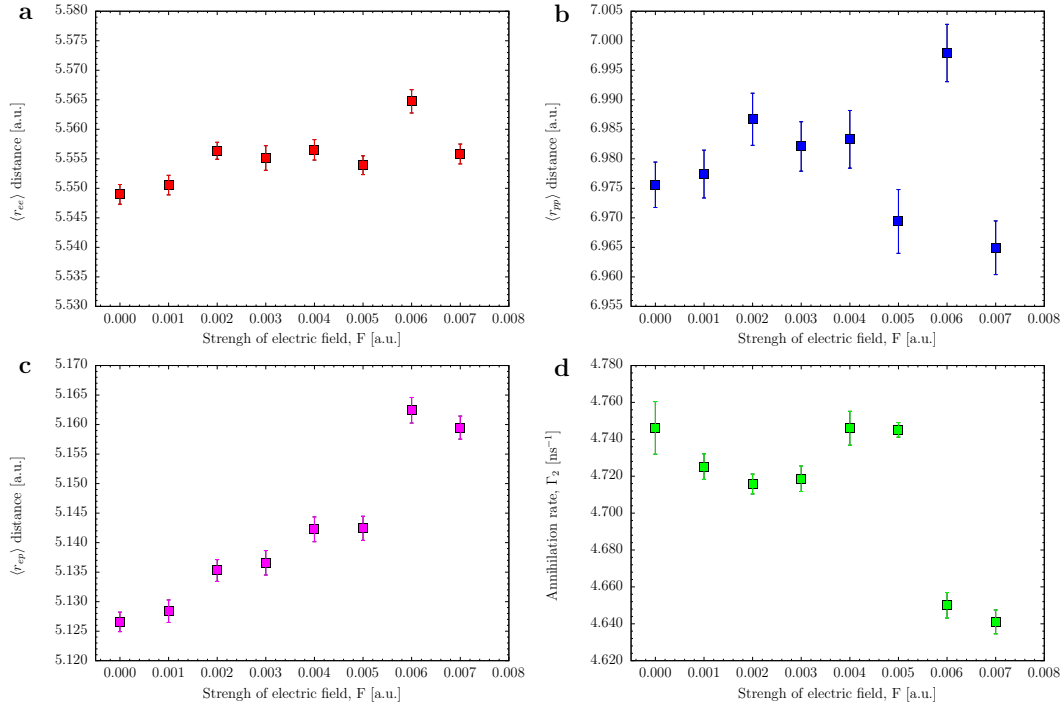 a
5.580
5.570
5.565
5.560
5.555
5.550
5.545
5.540
5.535
5.530
0.000 0.001 0.002 0.003 0.004 0.005 0.006 0.007 0.008
⟨r_ee⟩ distance [a.u.]
Strengh of electric field, F [a.u.]
b
7.005
7.000
6.995
6.990
6.985
6.980
6.975
6.970
6.965
6.960
6.955
0.000 0.001 0.002 0.003 0.004 0.005 0.006 0.007 0.008
⟨r_pp⟩ distance [a.u.]
Strengh of electric field, F [a.u.]
c
5.170
5.165
5.160
5.155
5.150
5.145
5.140
5.135
5.130
5.125
5.120
0.000 0.001 0.002 0.003 0.004 0.005 0.006 0.007 0.008
⟨r_ep⟩ distance [a.u.]
Strengh of electric field, F [a.u.]
d
4.780
4.760
4.740
4.720
4.700
4.680
4.660
4.640
4.620
0.000 0.001 0.002 0.003 0.004 0.005 0.006 0.007 0.008
Annihilation rate, Γ₂ [ns⁻¹]
Strengh of electric field, F [a.u.]